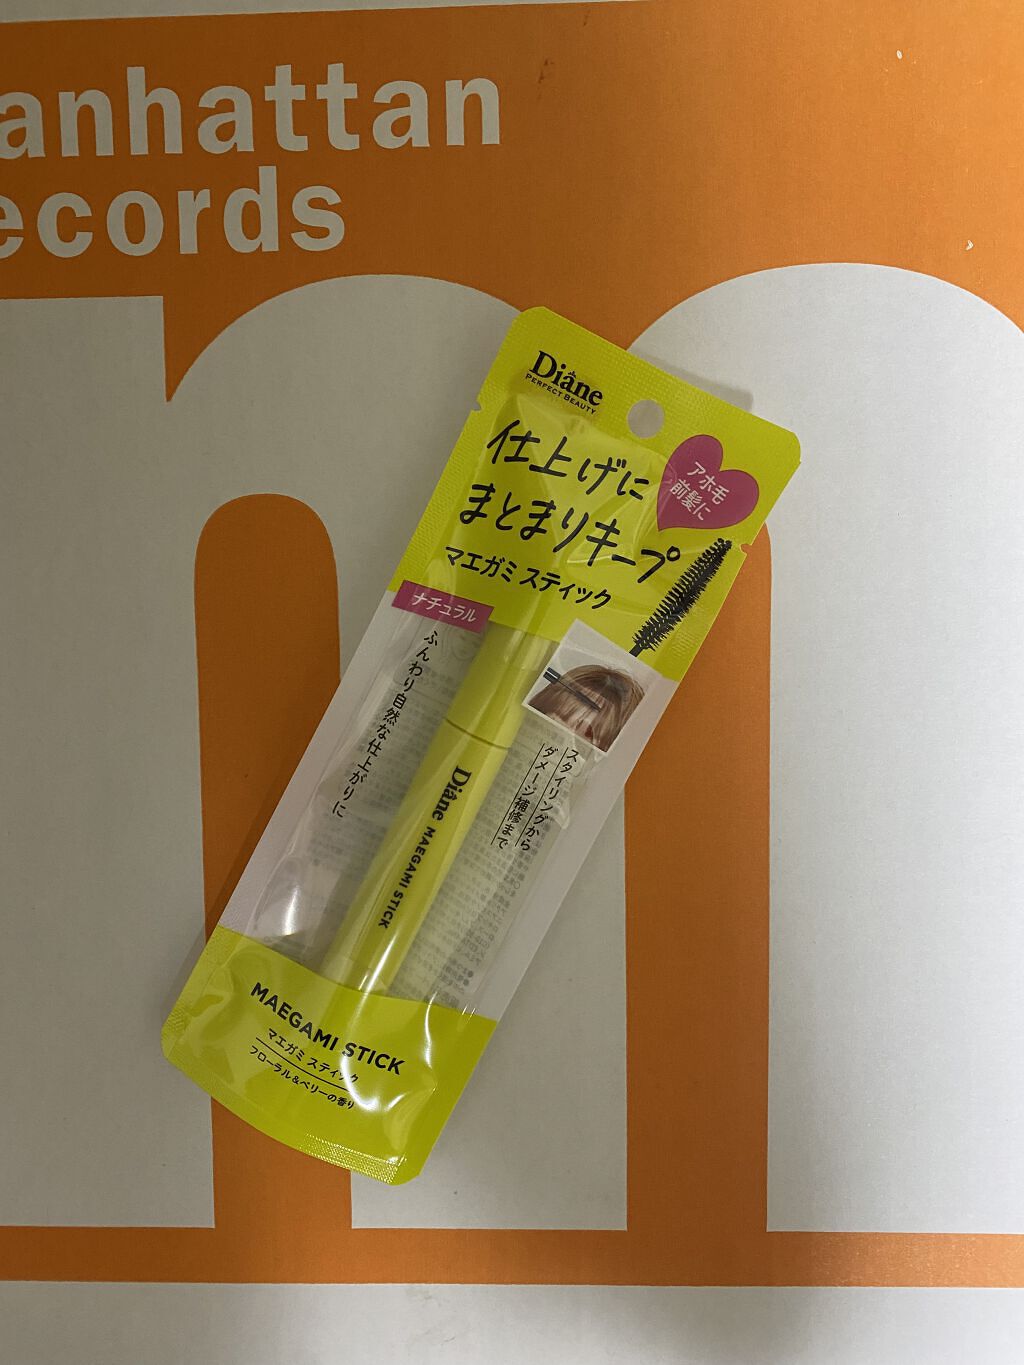 anhattan
ecords
Diane
PERFECT BEAUTY
仕上げに
まとまりキープ
マエガミ スティック
アホ毛
前髪に
ナチュラル
ふんわり自然な仕上がりに
スタイリングから
ダメージ補修まで
Diane MAEGAMI STICK
MAEGAMI STICK
マエガミ スティック
フローラル&ベリーの香り